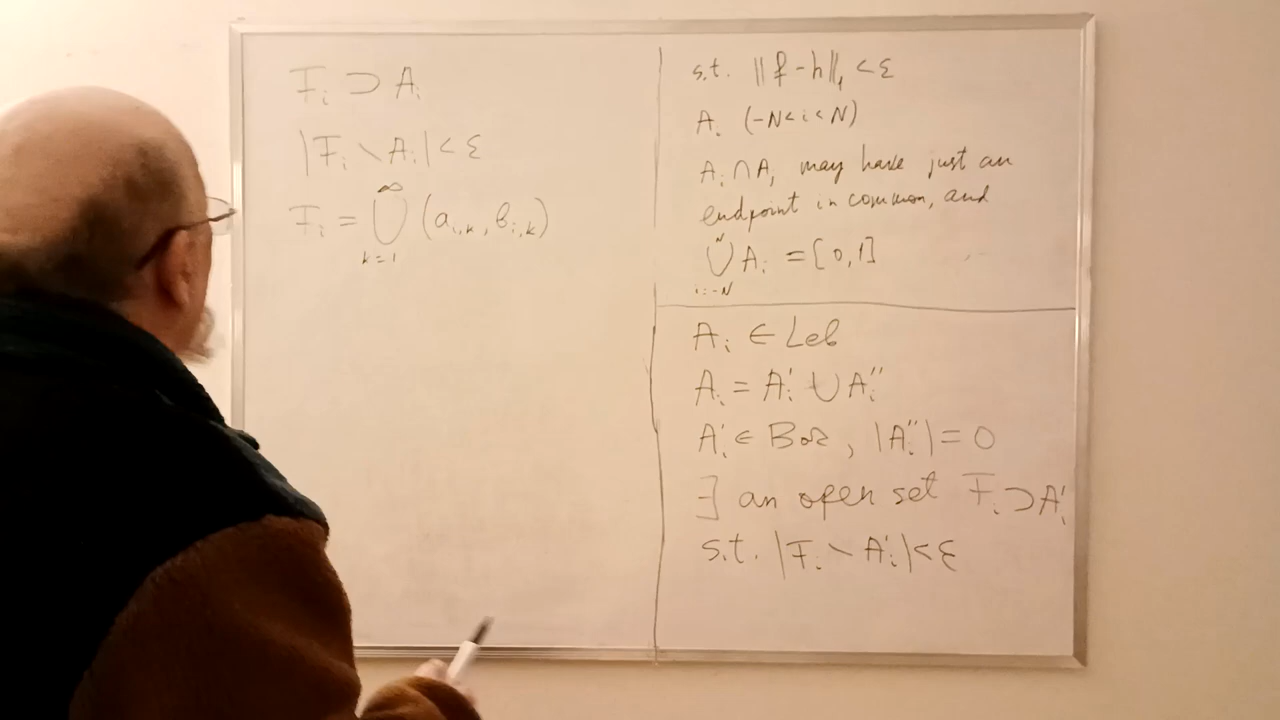 F_i ⊃ A_i
|F_i \ A_i| < ε
F_i = ⋃_{k=1}^{∞} (a_{i,k}, b_{i,k})
s.t. ‖f - h‖_1 < ε
A_i (-N < i < N)
A_i ∩ A_j may have just an
endpoint in common, and
⋃_{i=-N}^{N} A_i = [0,1]
A_i ∈ Leb
A_i = A_i' ∪ A_i''
A_i' ∈ Bor, |A_i''| = 0
∃ an open set F_i ⊃ A_i'
s.t. |F_i \ A_i'| < ε